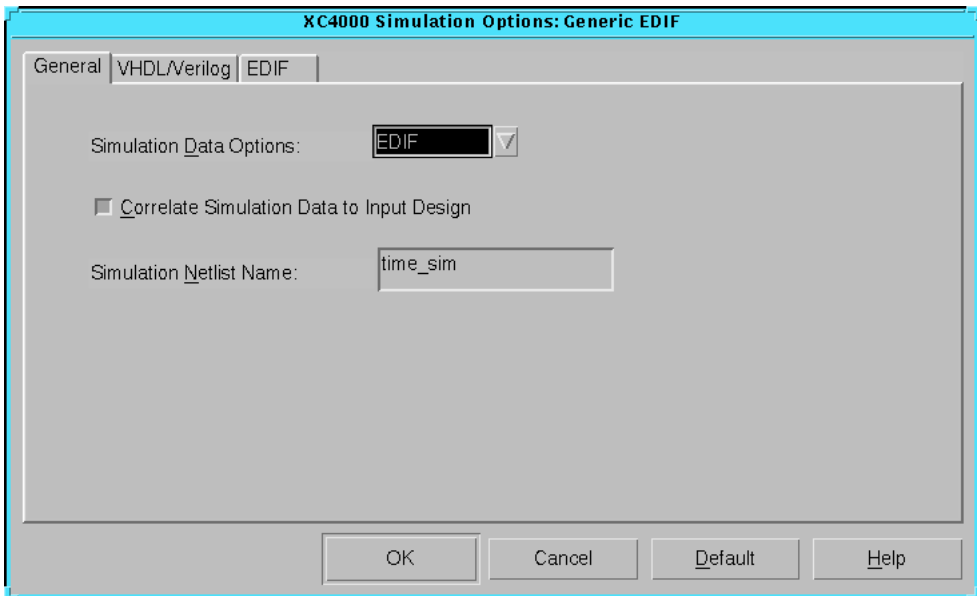 XC4000 Simulation Options: Generic EDIF
General VHDL/Verilog EDIF
Simulation Data Options: EDIF
Correlate Simulation Data to Input Design
Simulation Netlist Name: time_sim
OK Cancel Default Help